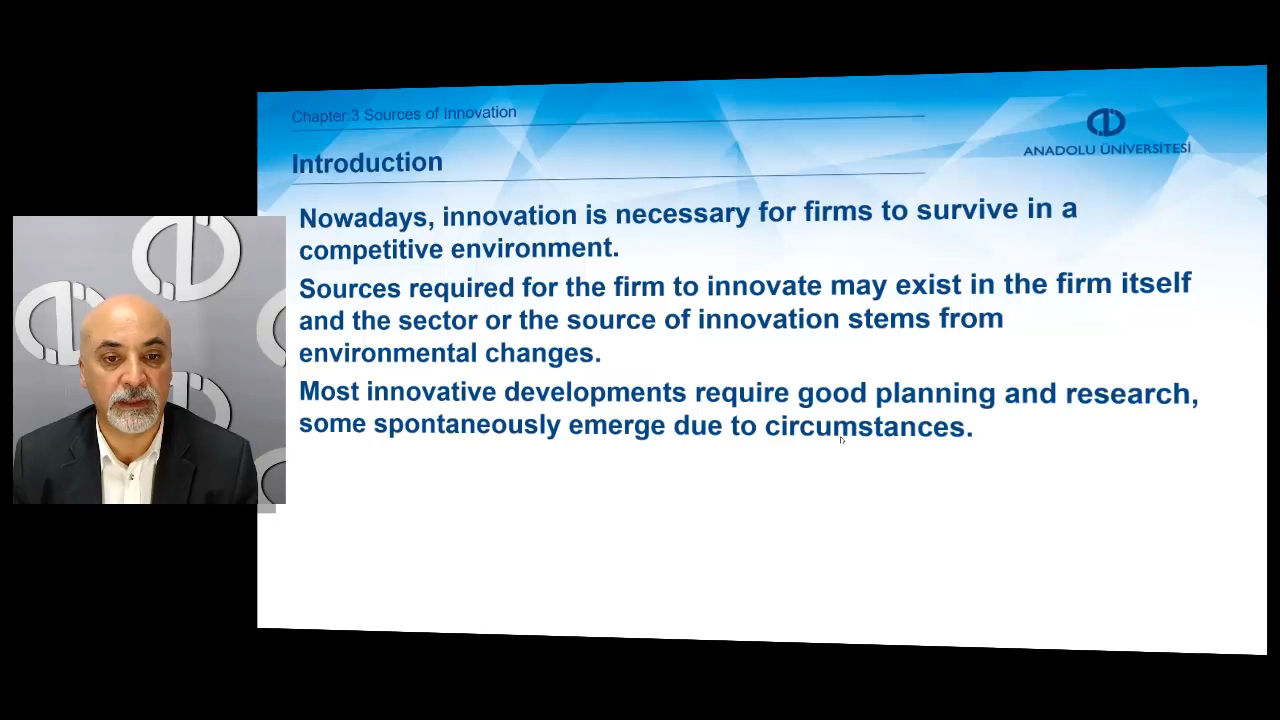 Chapter:3 Sources of Innovation
ANADOLU ÜNİVERSİTESİ
Introduction
Nowadays, innovation is necessary for firms to survive in a
competitive environment.
Sources required for the firm to innovate may exist in the firm itself
and the sector or the source of innovation stems from
environmental changes.
Most innovative developments require good planning and research,
some spontaneously emerge due to circumstances.